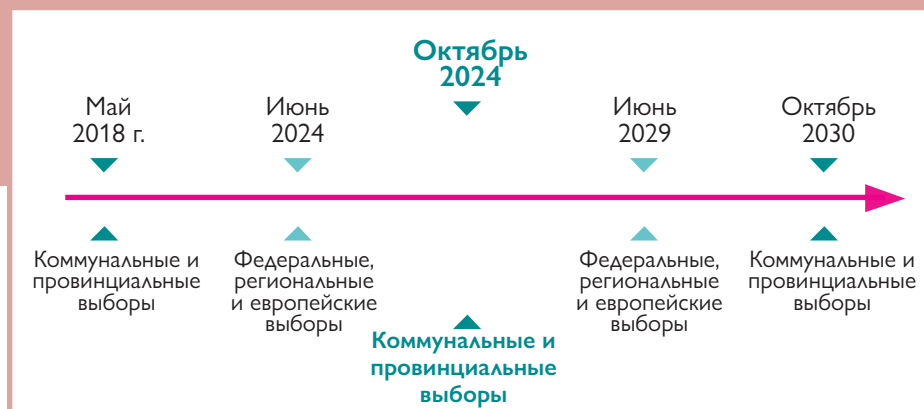 Октябрь
2024
Май
2018 г.
Июнь
2024
Июнь
2029
Октябрь
2030
Коммунальные и
провинциальные
выборы
Федеральные,
региональные
и европейские
выборы
Коммунальные и
провинциальные
выборы
Федеральные,
региональные
и европейские
выборы
Коммунальные и
провинциальные
выборы